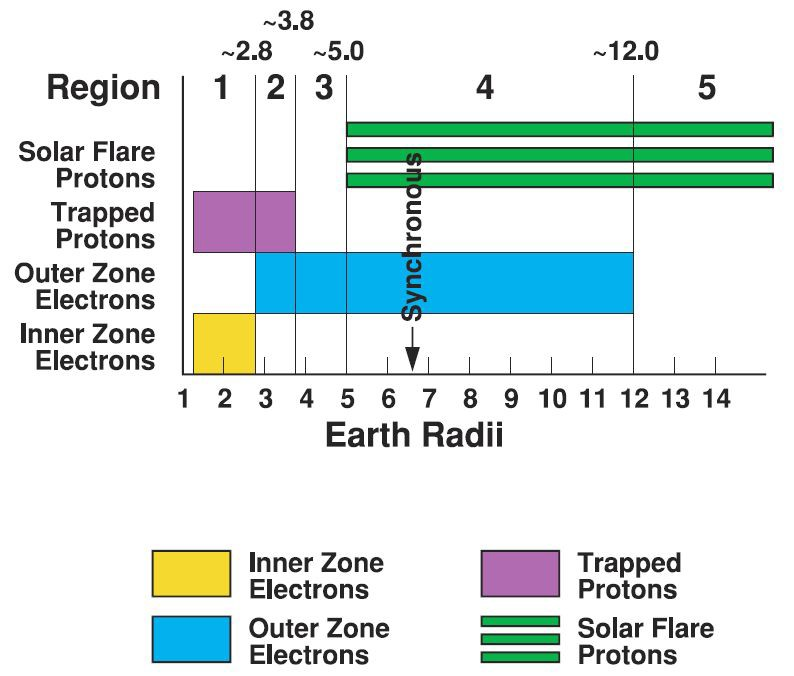 ~3.8
~2.8 ~5.0 ~12.0
Region 1 2 3 4 5
Solar Flare
Protons
Trapped
Protons
Outer Zone
Electrons
Inner Zone
Electrons
Synchronous
1 2 3 4 5 6 7 8 9 10 11 12 13 14
Earth Radii
Inner Zone
Electrons
Trapped
Protons
Outer Zone
Electrons
Solar Flare
Protons